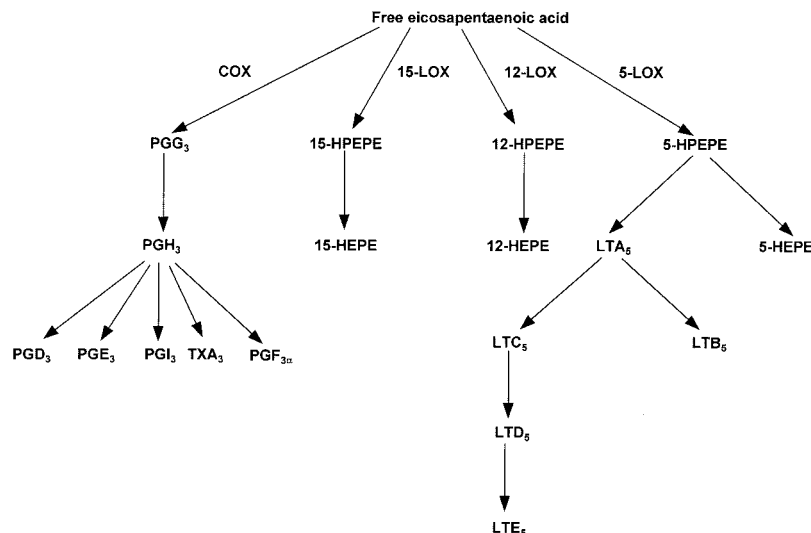 Free eicosapentaenoic acid
COX 15-LOX 12-LOX 5-LOX
PGG₃ 15-HPEPE 12-HPEPE 5-HPEPE
PGH₃ 15-HEPE 12-HEPE LTA₅ 5-HEPE
PGD₃ PGE₃ PGI₃ TXA₃ PGF₃α LTC₅ LTB₅
LTD₅
LTE₅